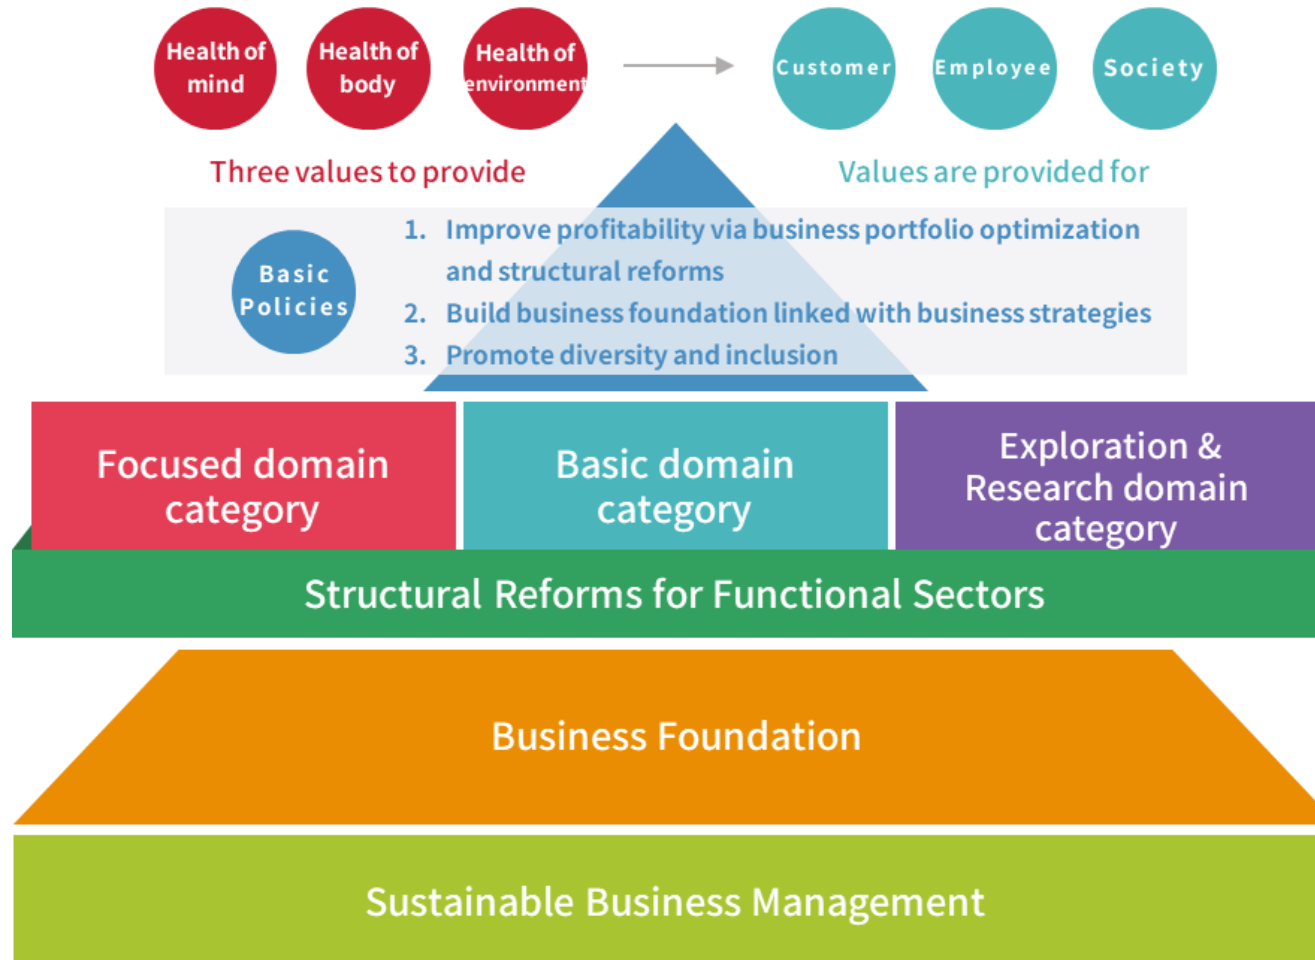 Health of
mind
Health of
body
Health of
environment
Customer
Employee
Society
Three values to provide
Values are provided for
Basic
Policies
1. Improve profitability via business portfolio optimization
and structural reforms
2. Build business foundation linked with business strategies
3. Promote diversity and inclusion
Focused domain
category
Basic domain
category
Exploration &
Research domain
category
Structural Reforms for Functional Sectors
Business Foundation
Sustainable Business Management